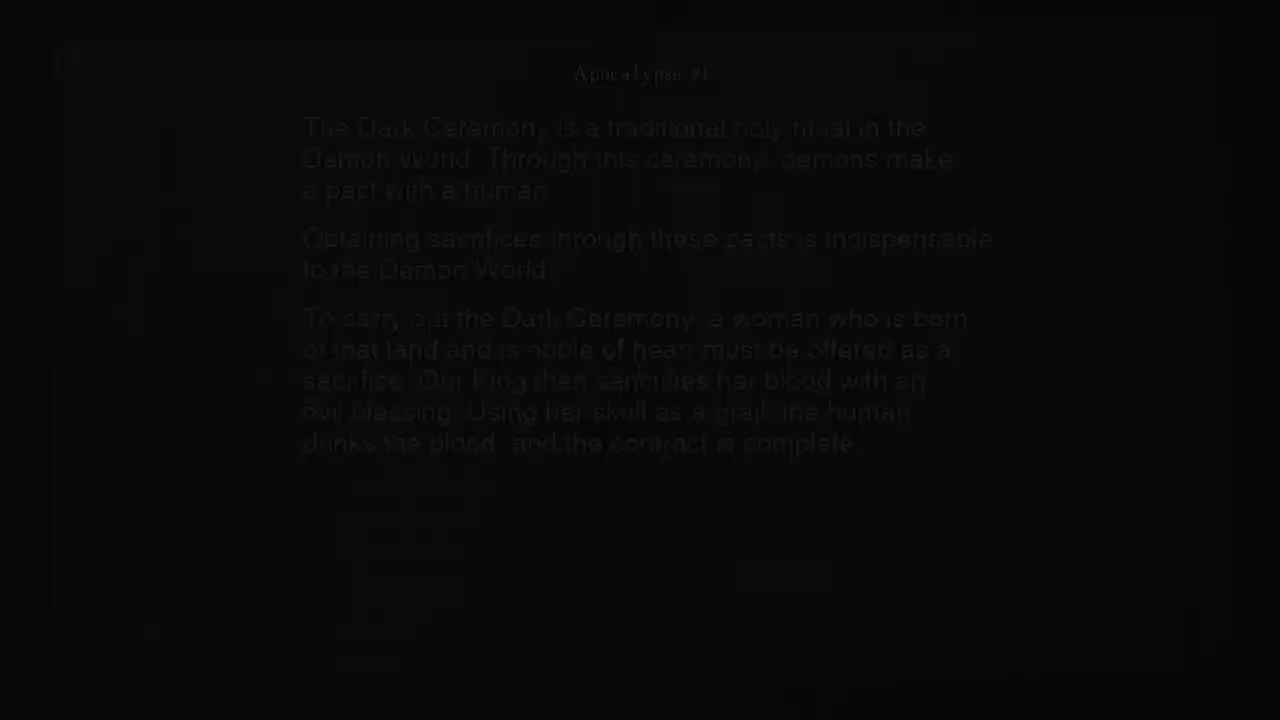 Apocalypse
The Dark Ceremony is a traditional holy ritual in the
Demon World. Through this ceremony, demons make
a pact with a human.
Obtaining sacrifices through these pacts is indispensable
to the Demon World.
To carry out the Dark Ceremony, a woman who is born
of that land and is noble of heart must be offered as a
sacrifice. Our King then sanctifies her blood with an
evil blessing. Using her skull as a grail, the human
drinks the blood, and the contract is complete.